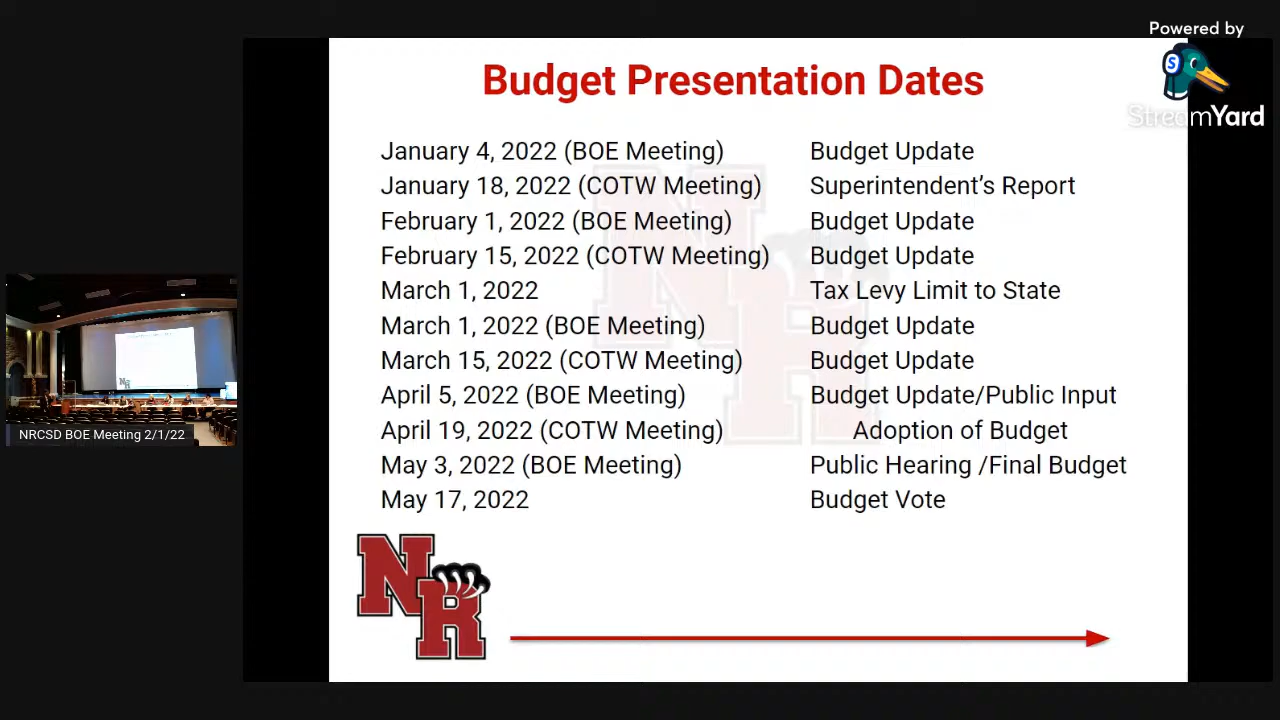 Powered by
StreamYard
Budget Presentation Dates
January 4, 2022 (BOE Meeting) Budget Update
January 18, 2022 (COTW Meeting) Superintendent's Report
February 1, 2022 (BOE Meeting) Budget Update
February 15, 2022 (COTW Meeting) Budget Update
March 1, 2022 Tax Levy Limit to State
March 1, 2022 (BOE Meeting) Budget Update
March 15, 2022 (COTW Meeting) Budget Update
April 5, 2022 (BOE Meeting) Budget Update/Public Input
April 19, 2022 (COTW Meeting) Adoption of Budget
May 3, 2022 (BOE Meeting) Public Hearing /Final Budget
May 17, 2022 Budget Vote
NR
NRCSD BOE Meeting 2/1/22